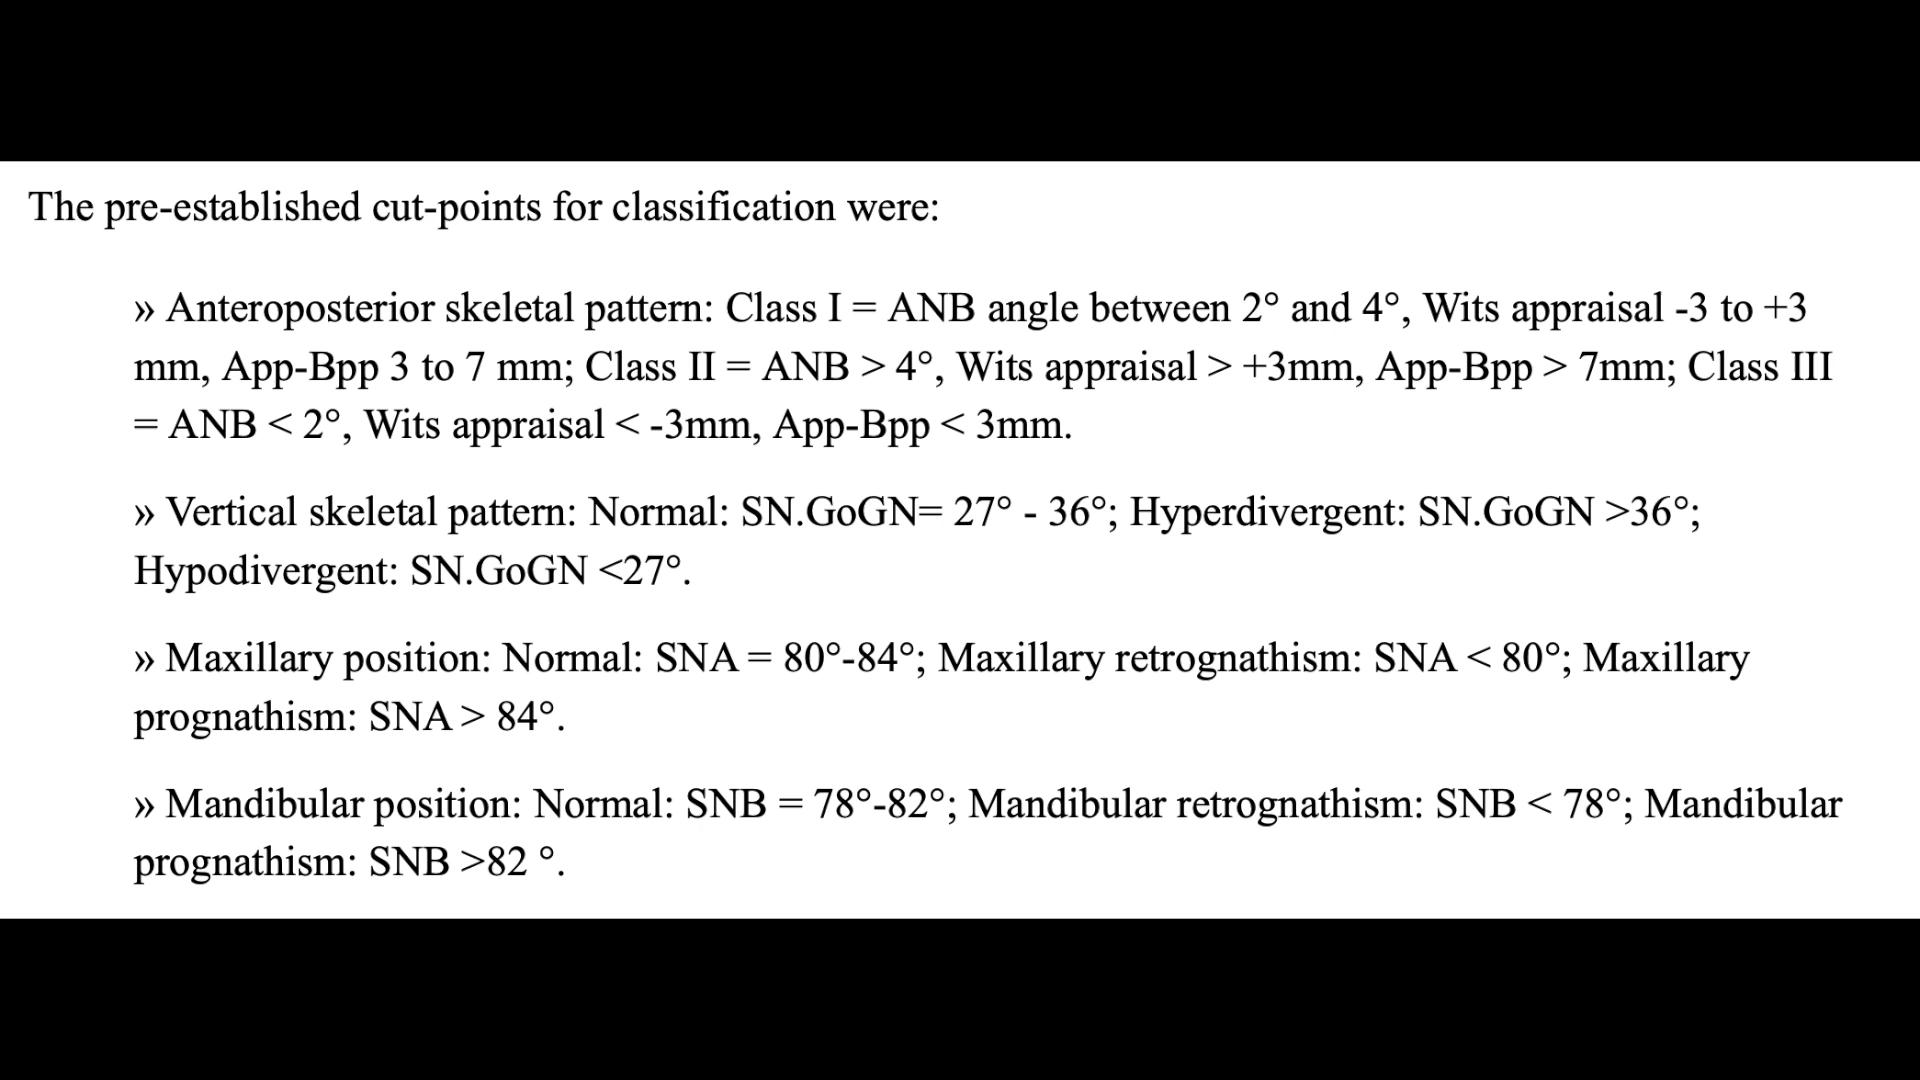 The pre-established cut-points for classification were:
» Anteroposterior skeletal pattern: Class I = ANB angle between 2° and 4°, Wits appraisal -3 to +3
mm, App-Bpp 3 to 7 mm; Class II = ANB > 4°, Wits appraisal > +3mm, App-Bpp > 7mm; Class III
= ANB < 2°, Wits appraisal < -3mm, App-Bpp < 3mm.
» Vertical skeletal pattern: Normal: SN.GoGN= 27° - 36°; Hyperdivergent: SN.GoGN >36°;
Hypodivergent: SN.GoGN <27°.
» Maxillary position: Normal: SNA = 80°-84°; Maxillary retrognathism: SNA < 80°; Maxillary
prognathism: SNA > 84°.
» Mandibular position: Normal: SNB = 78°-82°; Mandibular retrognathism: SNB < 78°; Mandibular
prognathism: SNB >82 °.